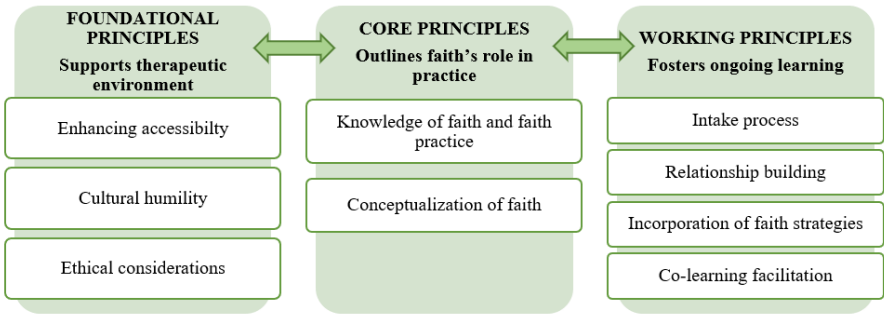 FOUNDATIONAL
PRINCIPLES
Supports therapeutic
environment
Enhancing accessibilty
Cultural humility
Ethical considerations
CORE PRINCIPLES
Outlines faith's role in
practice
Knowledge of faith and faith
practice
Conceptualization of faith
WORKING PRINCIPLES
Fosters ongoing learning
Intake process
Relationship building
Incorporation of faith strategies
Co-learning facilitation